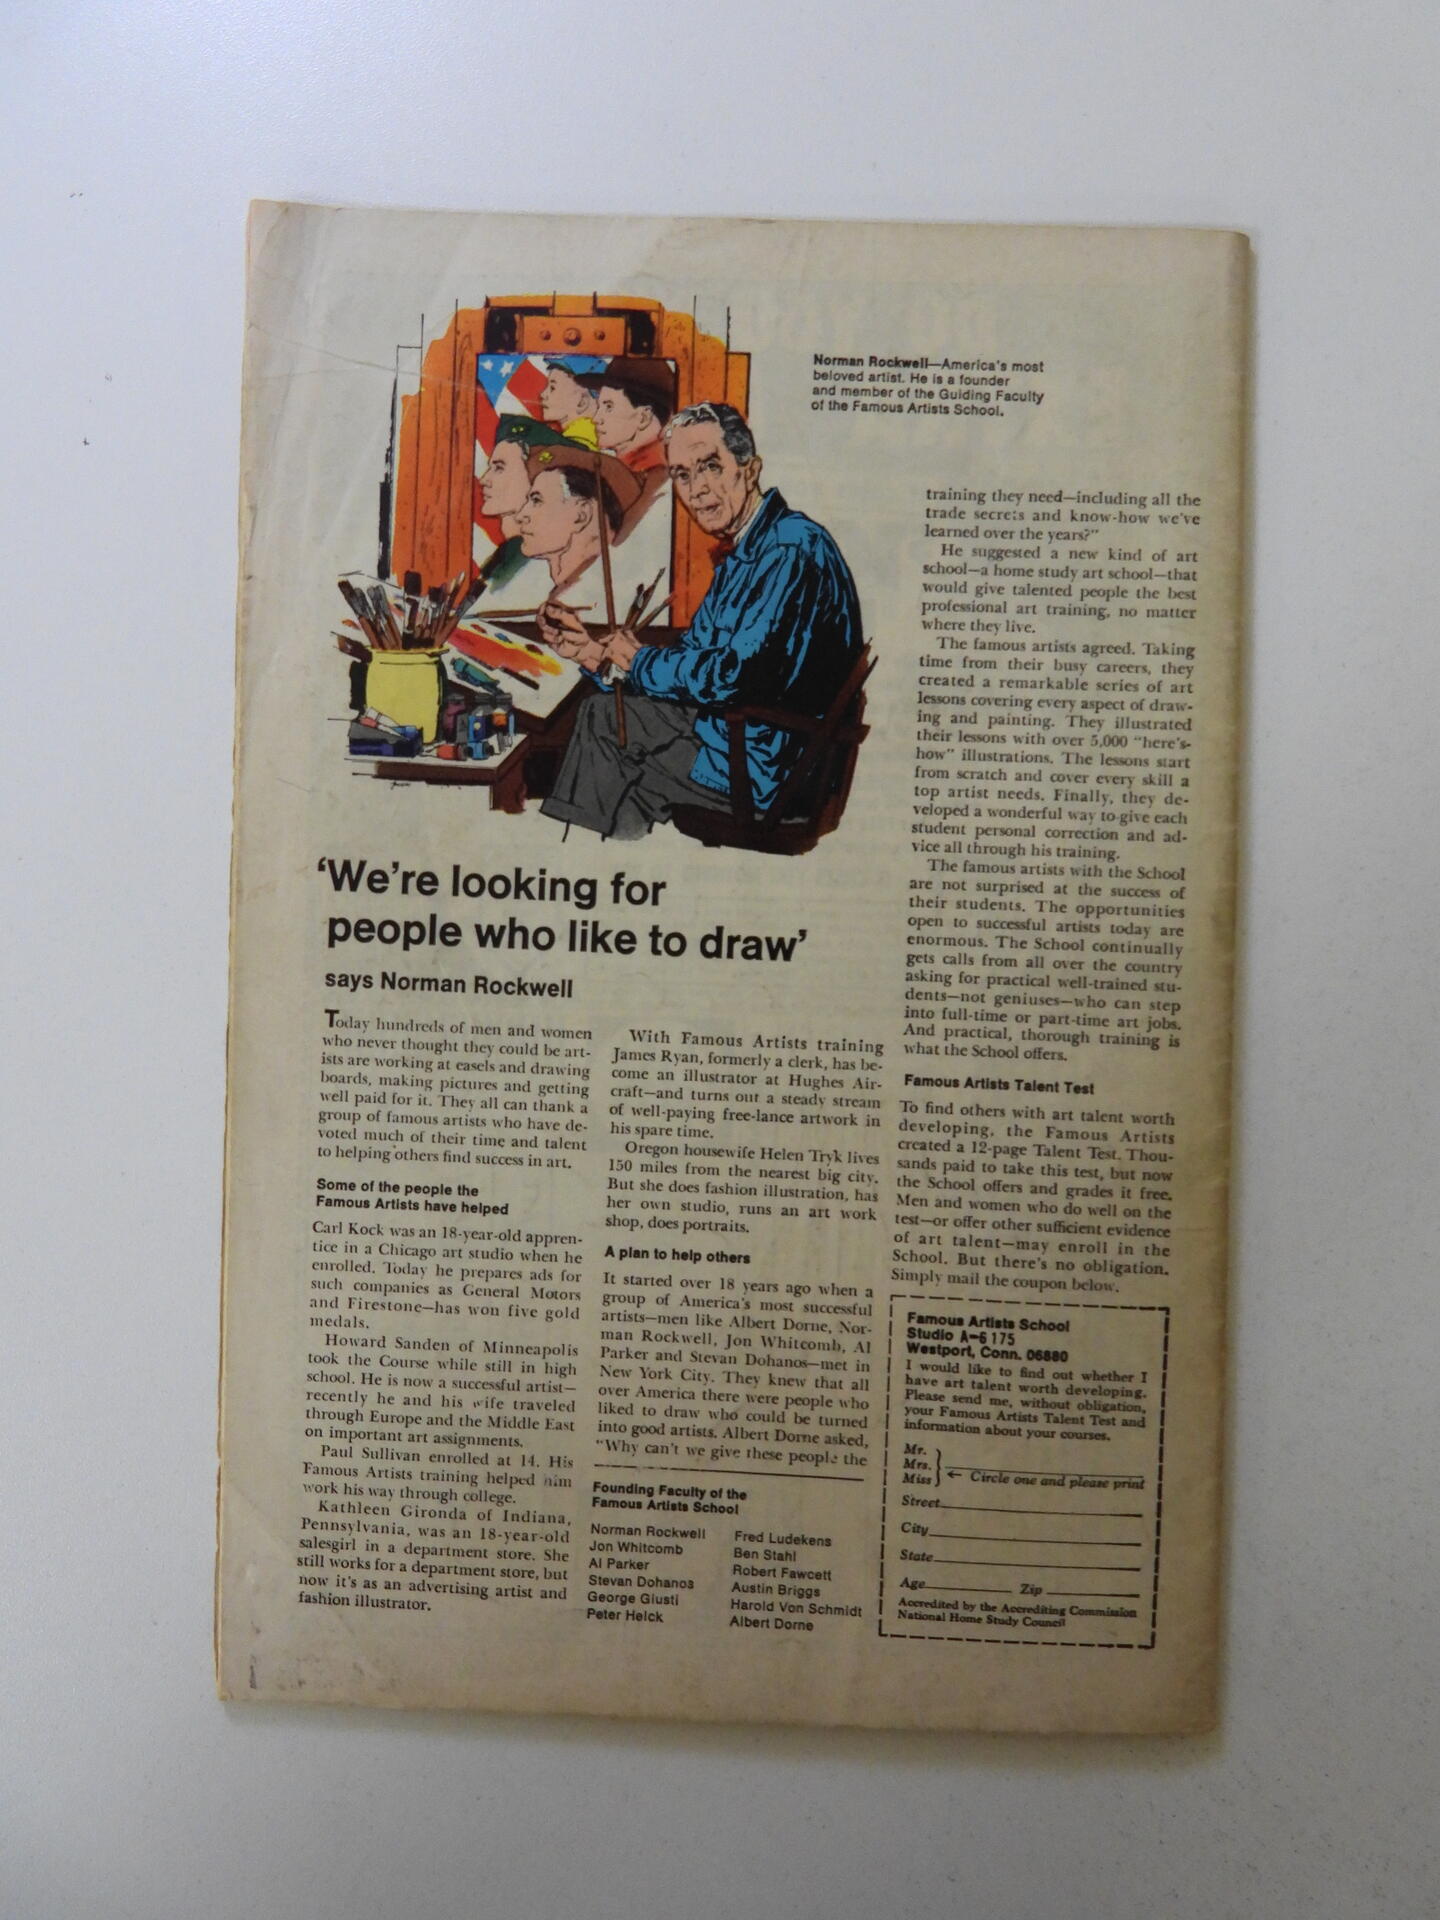 Norman Rockwell—America's most
beloved artist. He is a founder
and member of the Guiding Faculty
of the Famous Artists School.
'We're looking for
people who like to draw'
says Norman Rockwell
Today hundreds of men and women
who never thought they could be art-
ists are working at easels and drawing
boards, making pictures and getting
well paid for it. They all can thank a
group of famous artists who have de-
voted much of their time and talent
to helping others find success in art.
Some of the people the
Famous Artists have helped
Carl Kock was an 18-year-old appren-
tice in a Chicago art studio when he
enrolled. Today he prepares ads for
such companies as General Motors
and Firestone—has won five gold
medals.
Howard Sanden of Minneapolis
took the Course while still in high
school. He is now a successful artist—
recently he and his wife traveled
through Europe and the Middle East
on important art assignments.
Paul Sullivan enrolled at 14. His
Famous Artists training helped him
work his way through college.
Kathleen Gironda of Indiana,
Pennsylvania, was an 18-year-old
salesgirl in a department store. She
still works for a department store, but
now it's as an advertising artist and
fashion illustrator.
With Famous Artists training
James Ryan, formerly a clerk, has be-
come an illustrator at Hughes Air-
craft—and turns out a steady stream
of well-paying free-lance artwork in
his spare time.
Oregon housewife Helen Tryk lives
150 miles from the nearest big city.
But she does fashion illustration, has
her own studio, runs an art work
shop, does portraits.
A plan to help others
It started over 18 years ago when a
group of America's most successful
artists—men like Albert Dorne, Nor-
man Rockwell, Jon Whitcomb, Al
Parker and Stevan Dohanos—met in
New York City. They knew that all
over America there were people who
liked to draw who could be turned
into good artists. Albert Dorne asked,
"Why can't we give these people the
Founding Faculty of the
Famous Artists School
Norman Rockwell
Jon Whitcomb
Al Parker
Stevan Dohanos
George Giusti
Peter Helck
Fred Ludekens
Ben Stahl
Robert Fawcett
Austin Briggs
Harold Von Schmidt
Albert Dorne
training they need—including all the
trade secrets and know-how we've
learned over the years?"
He suggested a new kind of art
school—a home study art school—that
would give talented people the best
professional art training, no matter
where they live.
The famous artists agreed. Taking
time from their busy careers, they
created a remarkable series of art
lessons covering every aspect of draw-
ing and painting. They illustrated
their lessons with over 5,000 "here's-
how" illustrations. The lessons start
from scratch and cover every skill a
top artist needs. Finally, they de-
veloped a wonderful way to give each
student personal correction and ad-
vice all through his training.
The famous artists with the School
are not surprised at the success of
their students. The opportunities
open to successful artists today are
enormous. The School continually
gets calls from all over the country
asking for practical well-trained stu-
dents—not geniuses—who can step
into full-time or part-time art jobs.
And practical, thorough training is
what the School offers.
Famous Artists Talent Test
To find others with art talent worth
developing, the Famous Artists
created a 12-page Talent Test. Thou-
sands paid to take this test, but now
the School offers and grades it free.
Men and women who do well on the
test—or offer other sufficient evidence
of art talent—may enroll in the
School. But there's no obligation.
Simply mail the coupon below.
Famous Artists School
Studio A-6175
Westport, Conn. 06880
I would like to find out whether I
have art talent worth developing.
Please send me, without obligation,
your Famous Artists Talent Test and
information about your courses.
Mr.
Mrs.
Miss } ← Circle one and please print
Street
City
State
Age Zip
Accredited by the Accrediting Commission
National Home Study Council